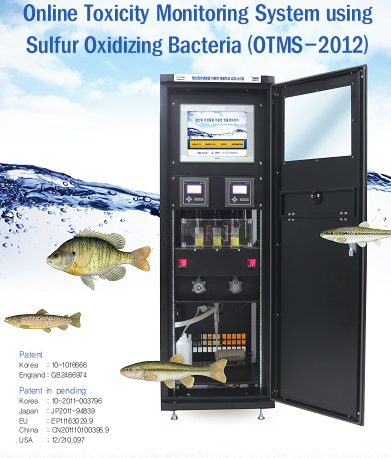 Online Toxicity Monitoring System using
Sulfur Oxidizing Bacteria (OTMS-2012)
Patent
Korea : 10-1016666
England : GB2466974
Patent in pending
Korea : 10-2011-003796
Japan : JP2011-94839
EU : EP11163029.9
China : CN201110100395.9
USA : 12/210,097